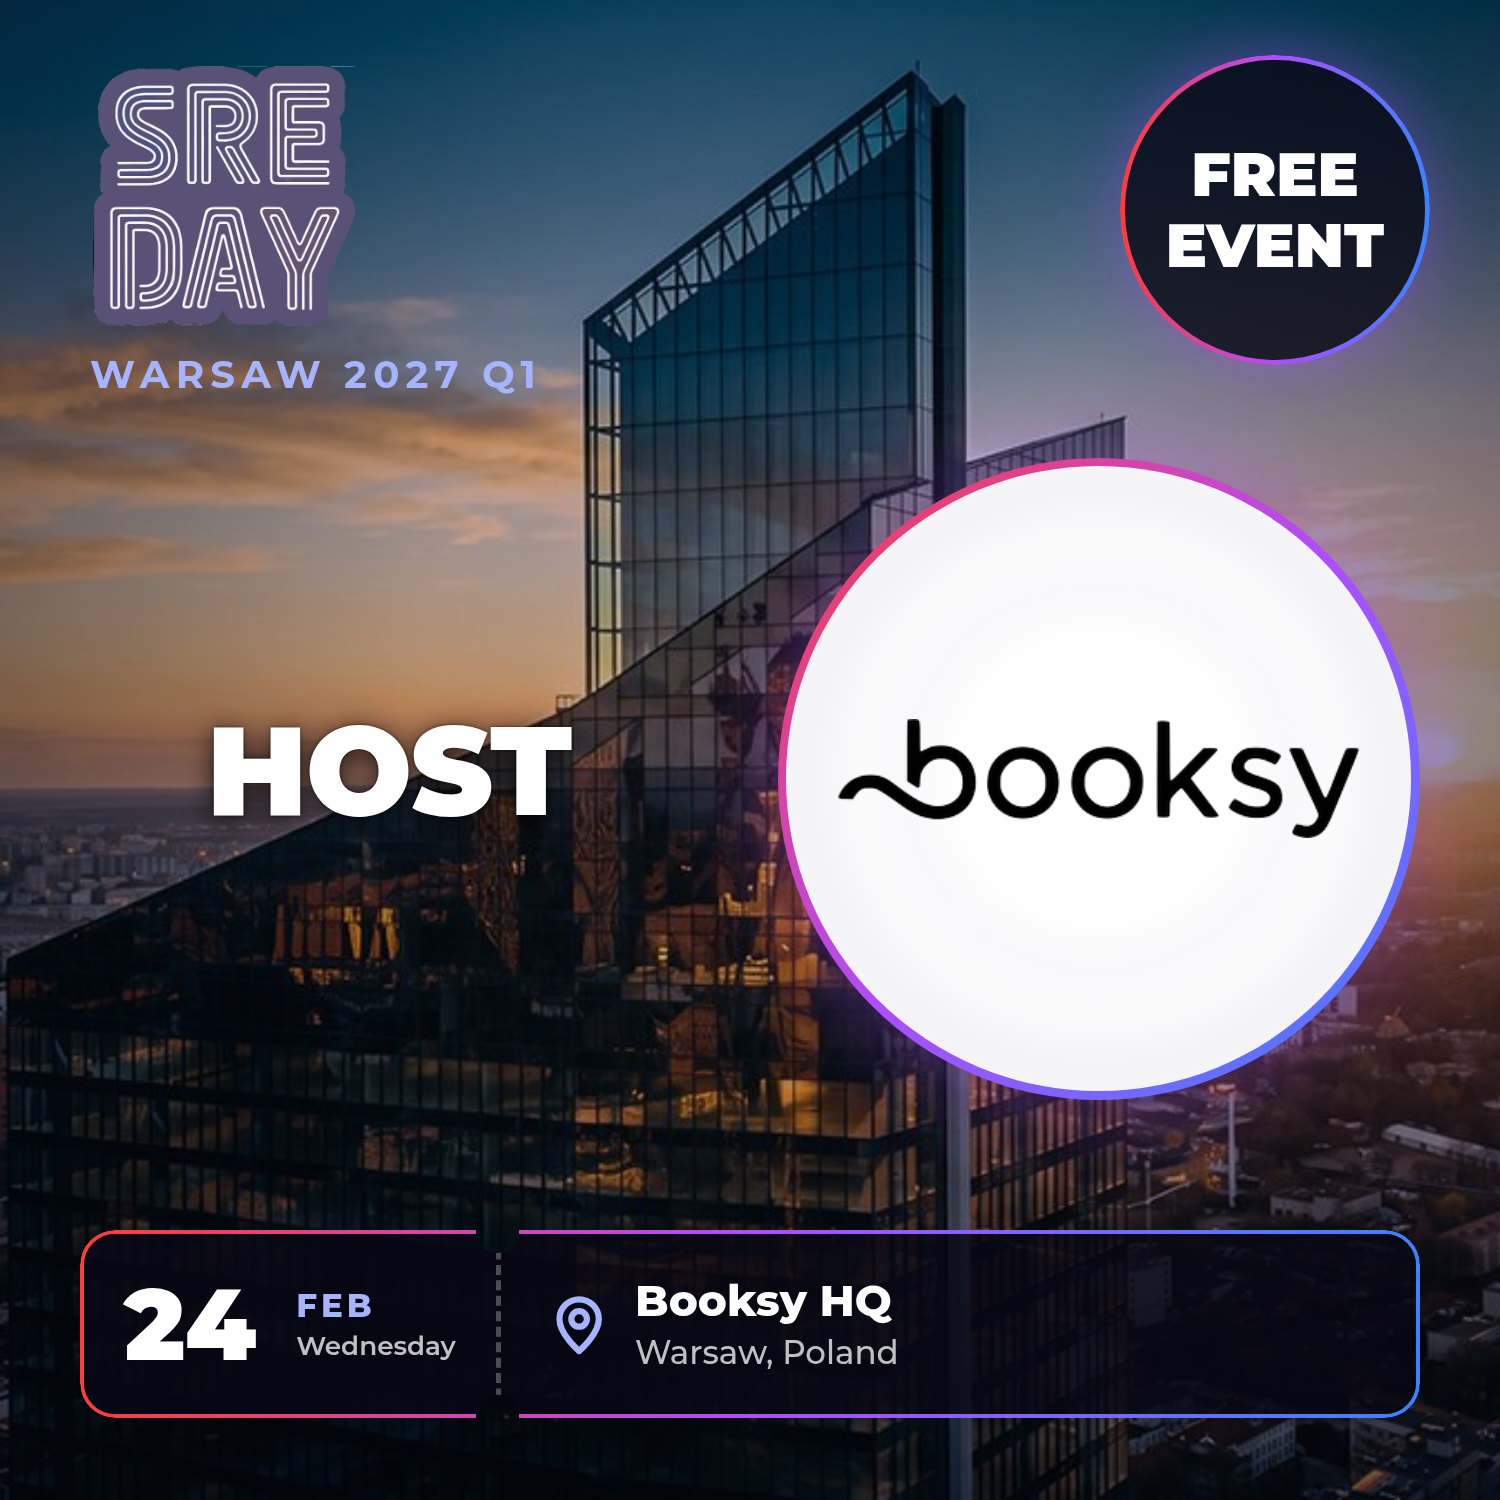 SRE
DAY
WARSAW 2027 Q1
FREE
EVENT
HOST
booksy
24
FEB
Wednesday
Booksy HQ
Warsaw, Poland